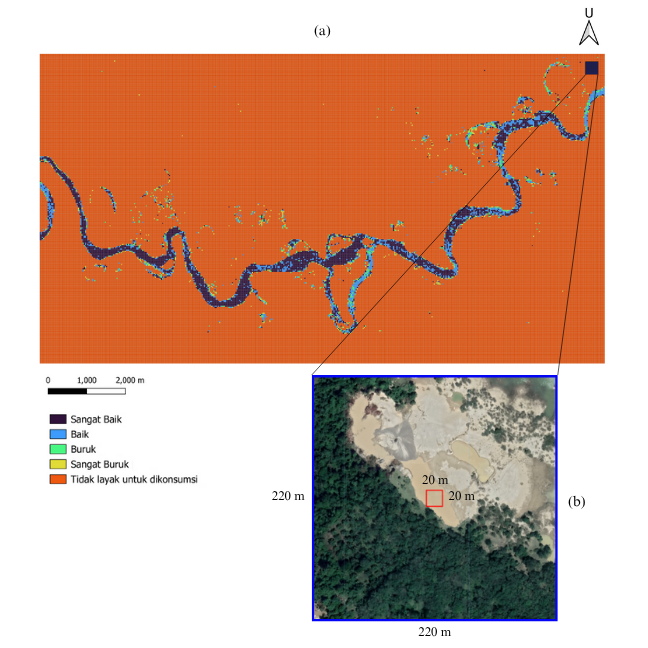 U
(a)
0 1,000 2,000 m
Sangat Baik
Baik
Buruk
Sangat Buruk
Tidak layak untuk dikonsumsi
20 m
20 m
220 m
(b)
220 m